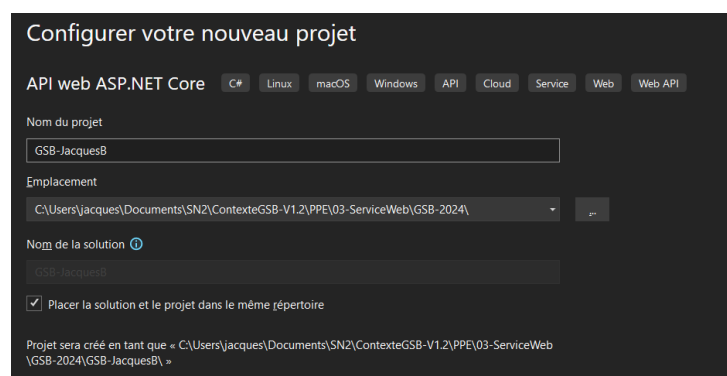 Configurer votre nouveau projet
API web ASP.NET Core C# Linux macOS Windows API Cloud Service Web Web API
Nom du projet
GSB-JacquesB
Emplacement
C:\Users\jacques\Documents\SN2\ContexteGSB-V1.2\PPE\03-ServiceWeb\GSB-2024\
...
Nom de la solution
GSB-JacquesB
Placer la solution et le projet dans le même répertoire
Projet sera créé en tant que « C:\Users\jacques\Documents\SN2\ContexteGSB-V1.2\PPE\03-ServiceWeb
\GSB-2024\GSB-JacquesB\ »